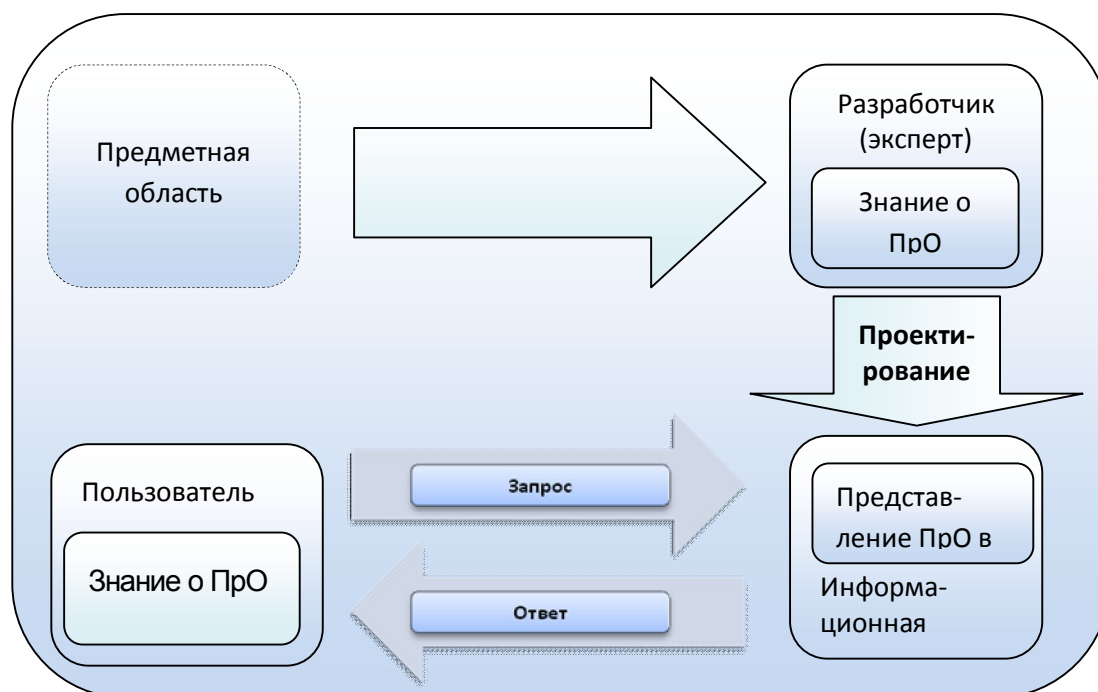 Предметная
область
Разработчик
(эксперт)
Знание о
ПрО
Проекти-
рование
Пользователь
Знание о ПрО
Запрос
Ответ
Представ-
ление ПрО в
Информа-
ционная